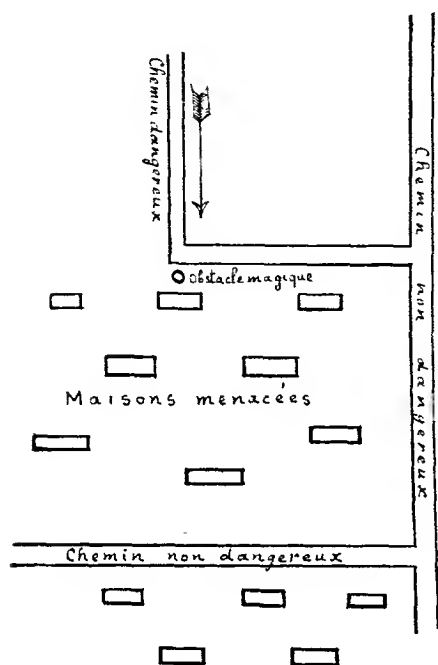 Chemin dangereux
Chemin non dangereux
Obstacle magique
Maisons menacées
Chemin non dangereux